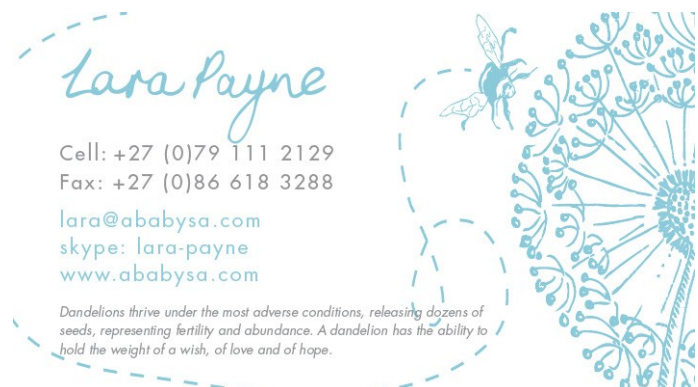 Lara Payne
Cell: +27 (0)79 111 2129
Fax: +27 (0)86 618 3288
lara@ababysa.com
skype: lara-payne
www.ababysa.com
Dandelions thrive under the most adverse conditions, releasing dozens of
seeds, representing fertility and abundance. A dandelion has the ability to
hold the weight of a wish, of love and of hope.